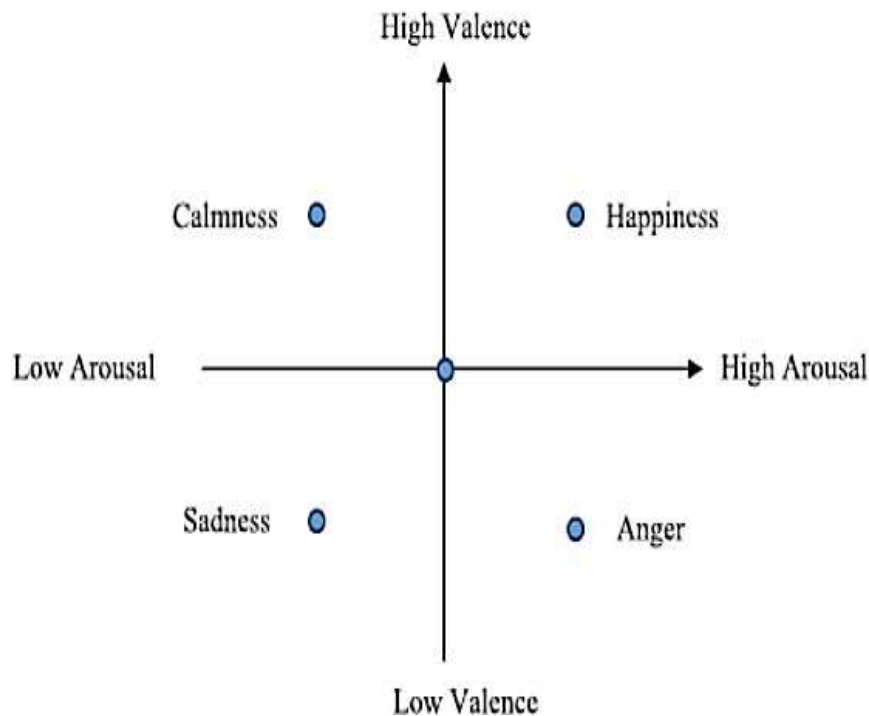 High Valence
Calmness
Happiness
Low Arousal
High Arousal
Sadness
Anger
Low Valence